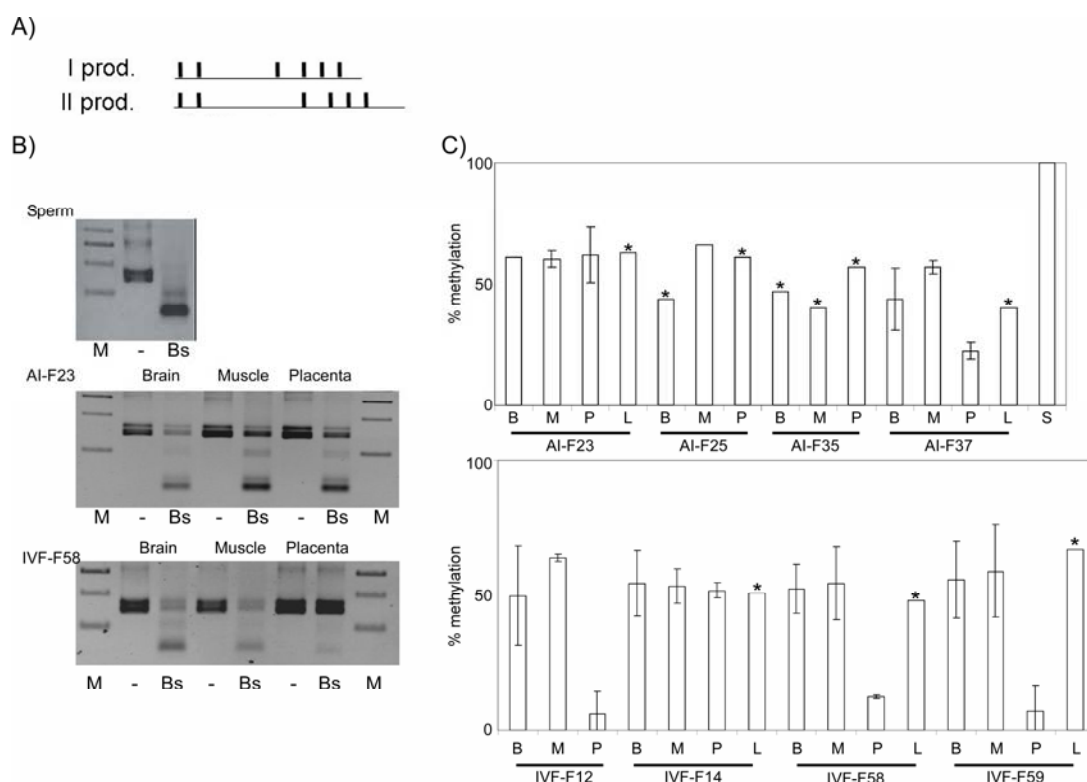 A)
I prod.
II prod.
B)
Sperm
M - Bs
AI-F23 Brain Muscle Placenta
M - Bs - Bs - Bs M
IVF-F58 Brain Muscle Placenta
M - Bs - Bs - Bs M
C)
100
50
0
% methylation
* * * * * * *
B M P L B M P B M P B M P L S
AI-F23 AI-F25 AI-F35 AI-F37
100
50
0
% methylation
* * *
B M P B M P L B M P L B M P L
IVF-F12 IVF-F14 IVF-F58 IVF-F59